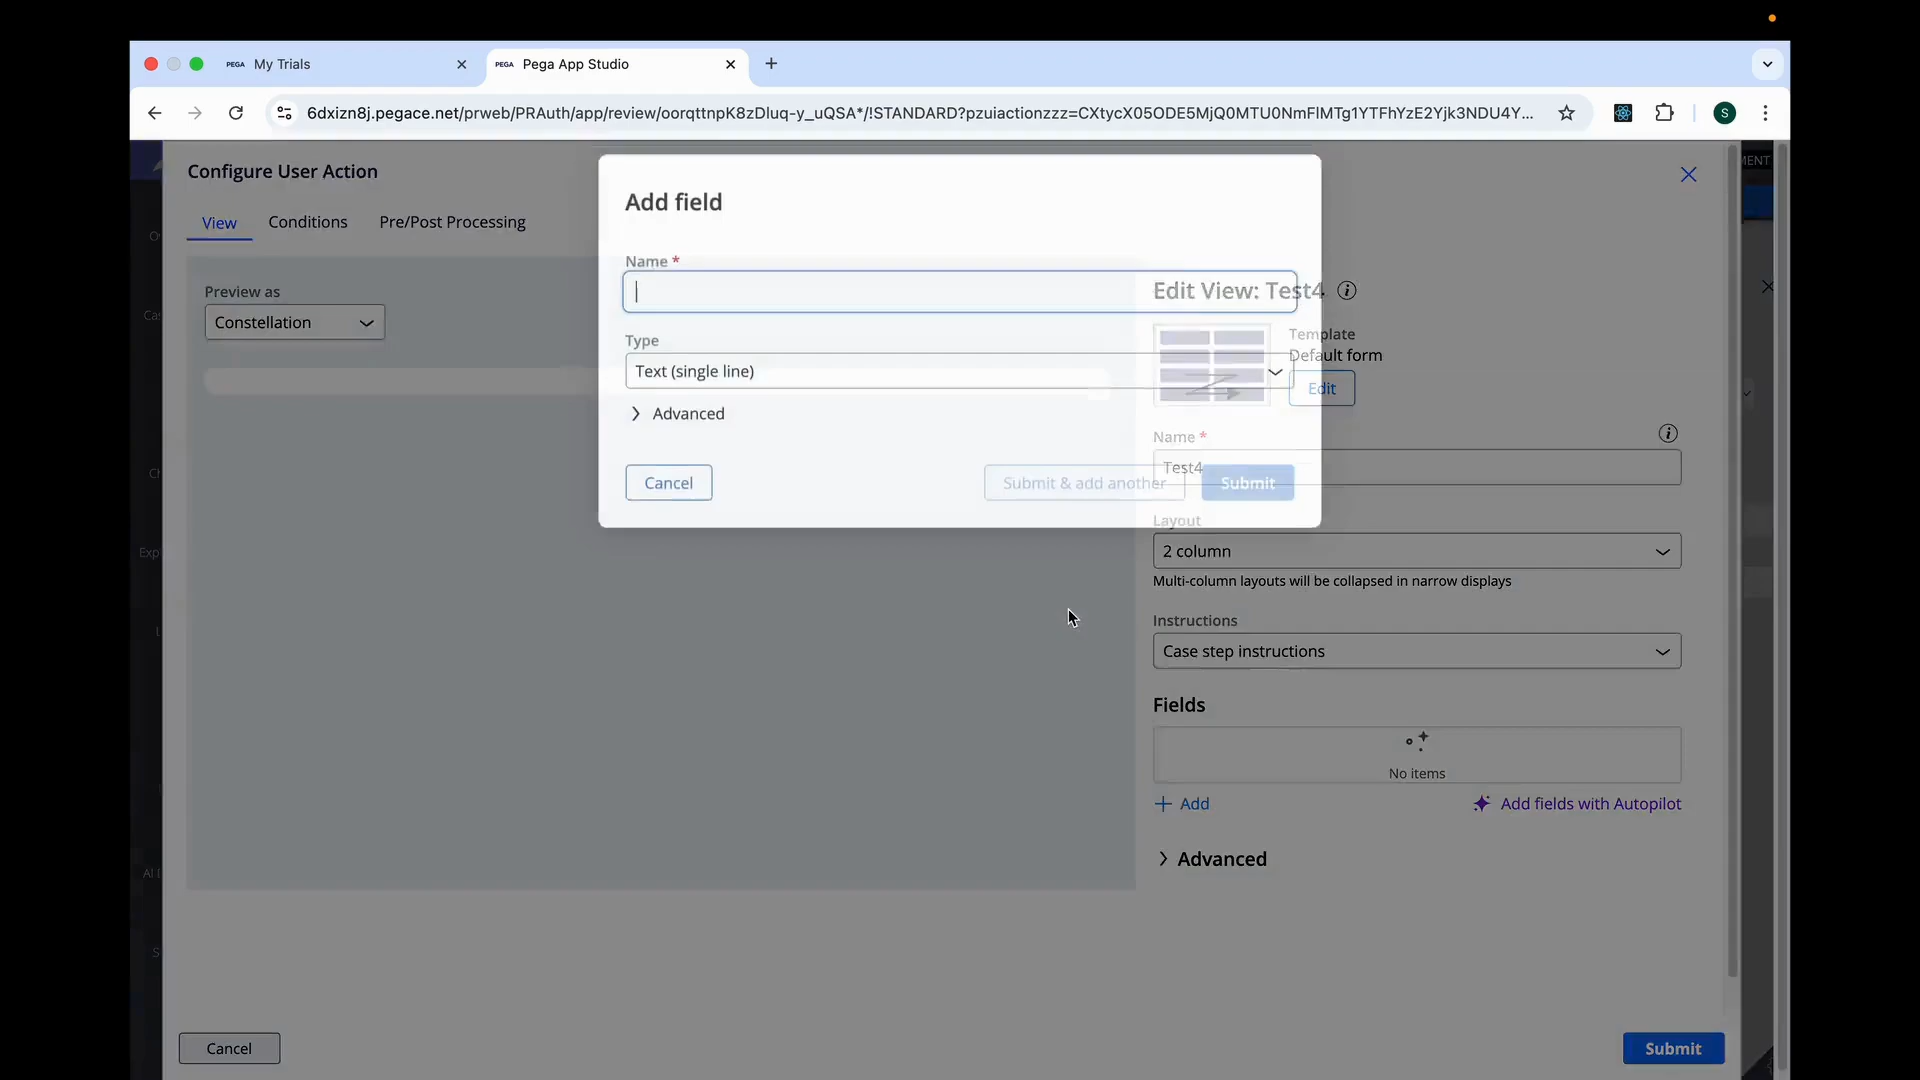 PEGA My Trials
PEGA Pega App Studio
6dxizn8j.pegace.net/prweb/PRAuth/app/review/oorqttnpK8zDluq-y_uQSA*/!STANDARD?pzuiactionzzz=CXtycX05ODE5MjQ0MTU0NmFlMTg1YTFhYzE2Yjk3NDU4Y...
S
Configure User Action
View Conditions Pre/Post Processing
Preview as
Constellation
Add field
Name *
Type
Text (single line)
Advanced
Cancel Submit & add another Submit
Edit View: Test4
Template
Default form
Edit
Name *
Test4
Layout
2 column
Multi-column layouts will be collapsed in narrow displays
Instructions
Case step instructions
Fields
No items
Add Add fields with Autopilot
Advanced
Cancel Submit